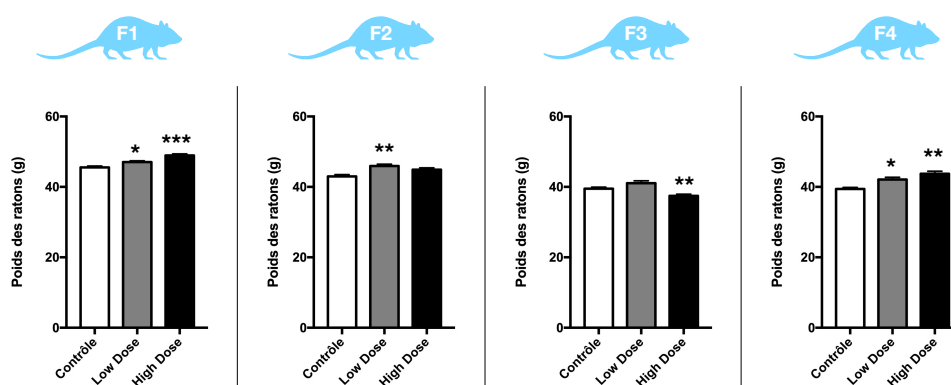 F1
F2
F3
F4
Poids des ratons (g)
60
40
20
0
*
***
Contrôle
Low Dose
High Dose
Poids des ratons (g)
60
40
20
0
**
Contrôle
Low Dose
High Dose
Poids des ratons (g)
60
40
20
0
**
Contrôle
Low Dose
High Dose
Poids des ratons (g)
60
40
20
0
*
**
Contrôle
Low Dose
High Dose